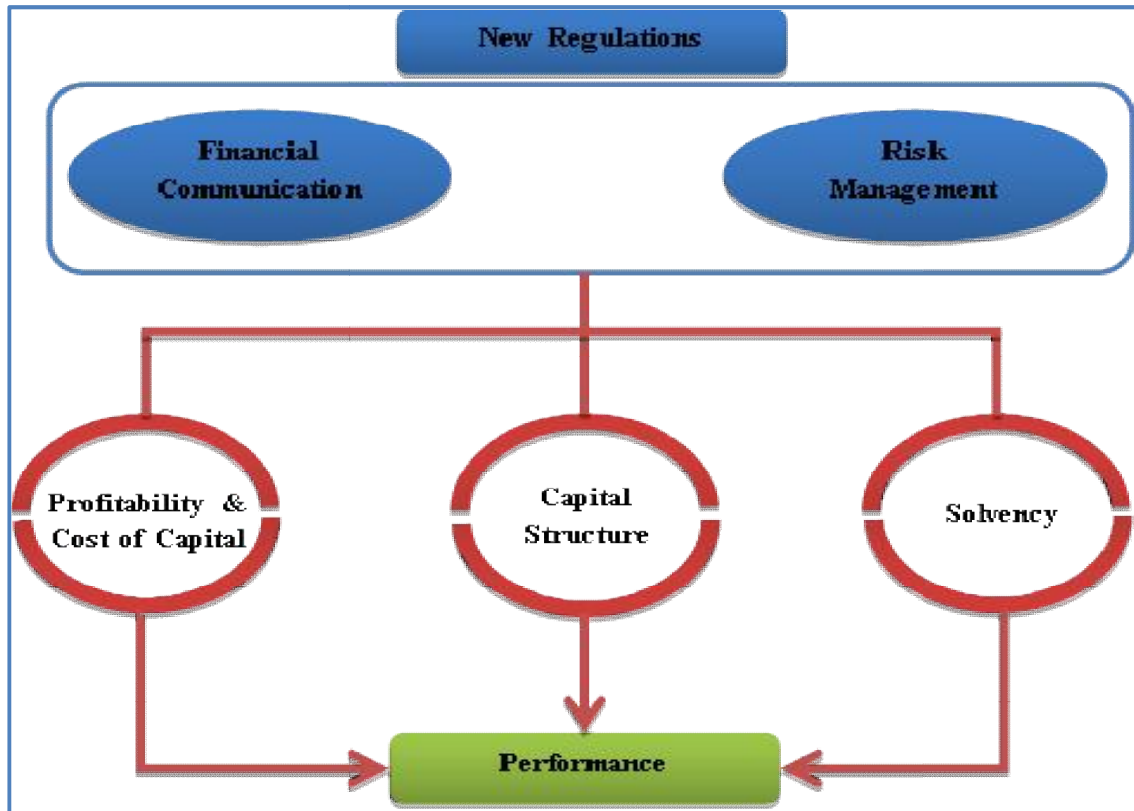 New Regulations
Financial
Communication
Risk
Management
Profitability &
Cost of Capital
Capital
Structure
Solvency
Performance